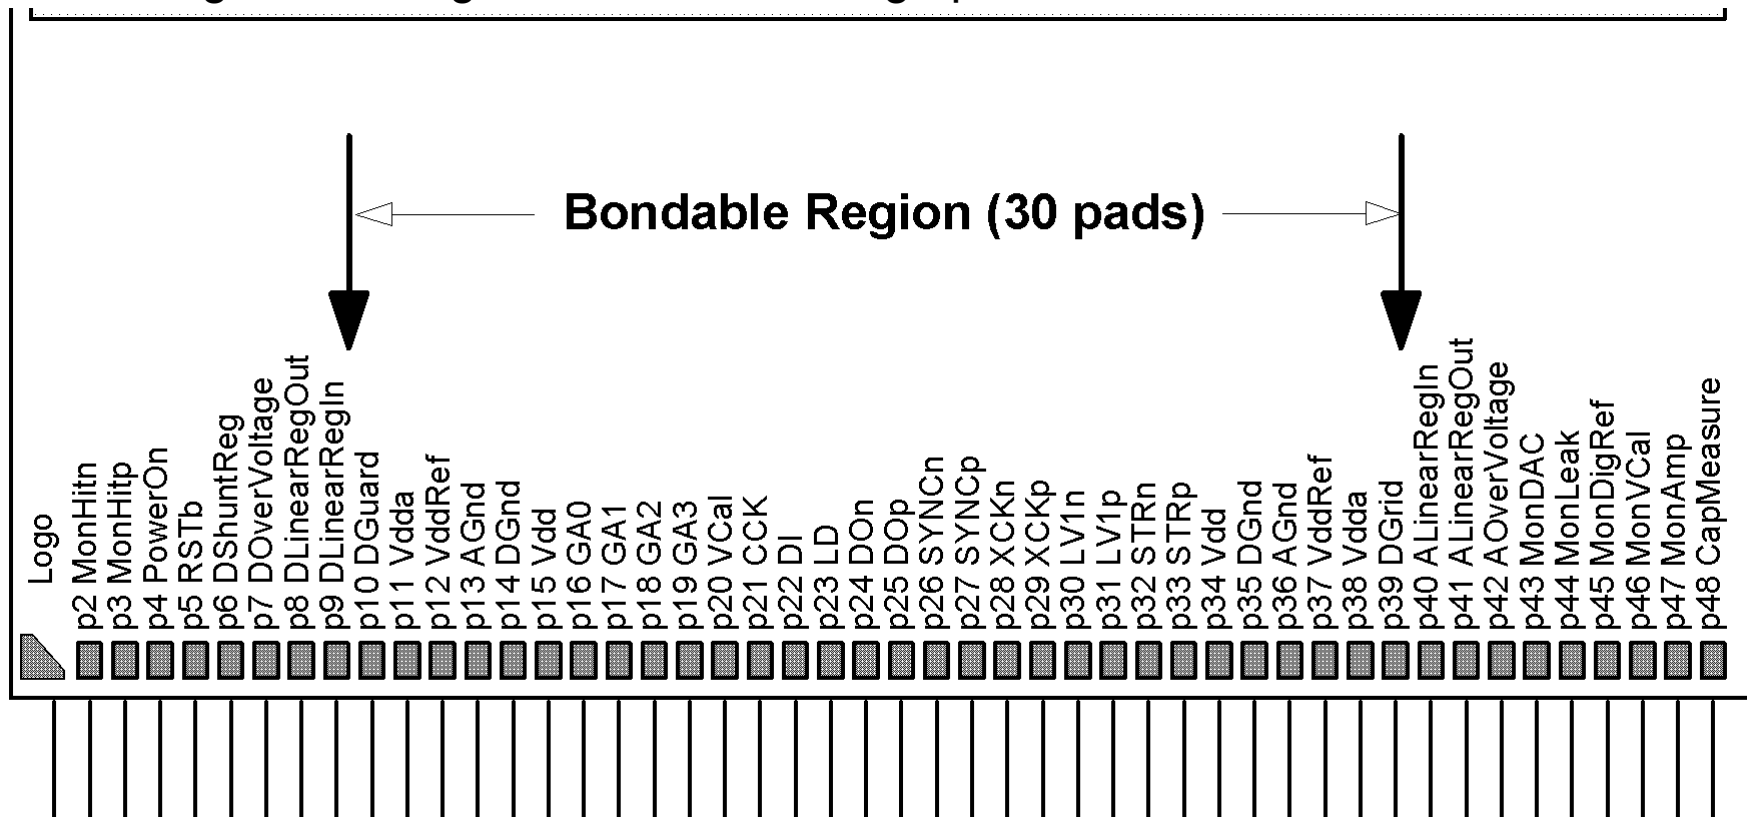 Bondable Region (30 pads)
Logo
p2 MonHitn
p3 MonHitp
p4 PowerOn
p5 RSTb
p6 DShuntReg
p7 DOverVoltage
p8 DLinearRegOut
p9 DLinearRegIn
p10 DGuard
p11 Vdda
p12 VddRef
p13 AGnd
p14 DGnd
p15 Vdd
p16 GA0
p17 GA1
p18 GA2
p19 GA3
p20 VCal
p21 CCK
p22 DI
p23 LD
p24 DOn
p25 DOp
p26 SYNCn
p27 SYNCp
p28 XCKn
p29 XCKp
p30 LV1n
p31 LV1p
p32 STRn
p33 STRp
p34 Vdd
p35 DGnd
p36 AGnd
p37 VddRef
p38 Vdda
p39 DGrid
p40 ALinearRegIn
p41 ALinearRegOut
p42 AOverVoltage
p43 MonDAC
p44 MonLeak
p45 MonDigRef
p46 MonVCal
p47 MonAmp
p48 CapMeasure